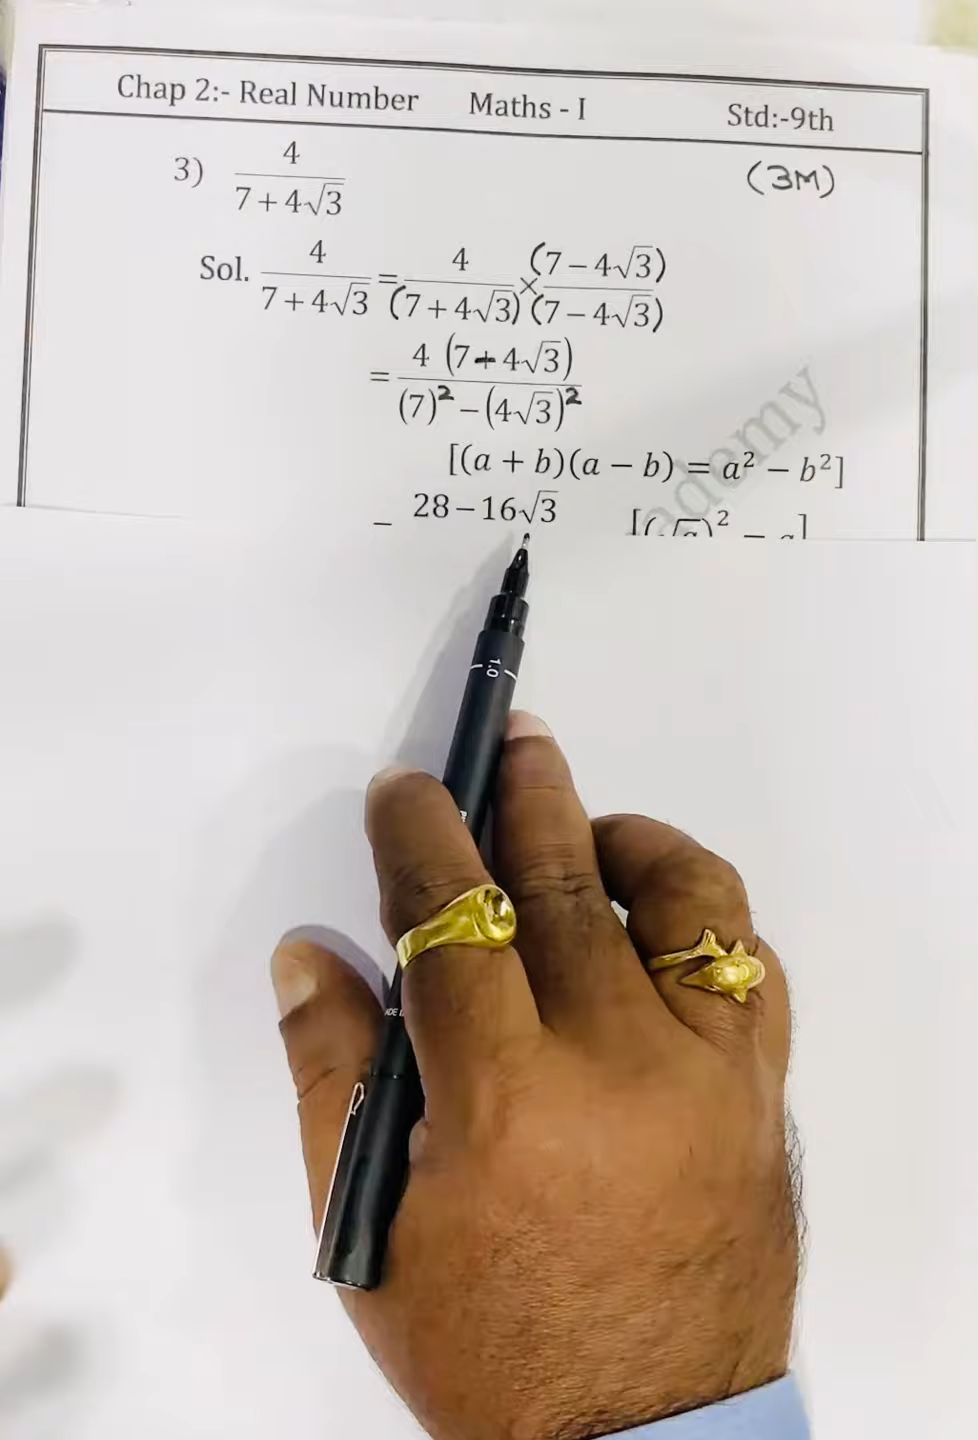 Chap 2:- Real Number Maths - I Std:-9th
3) 4/(7+4√3) (3M)
Sol. 4/(7+4√3) = 4/(7+4√3) × (7−4√3)/(7−4√3)
= 4 (7-4√3)/((7)² − (4√3)²)
[(a + b)(a − b) = a² − b²]
28−16√3
1.0